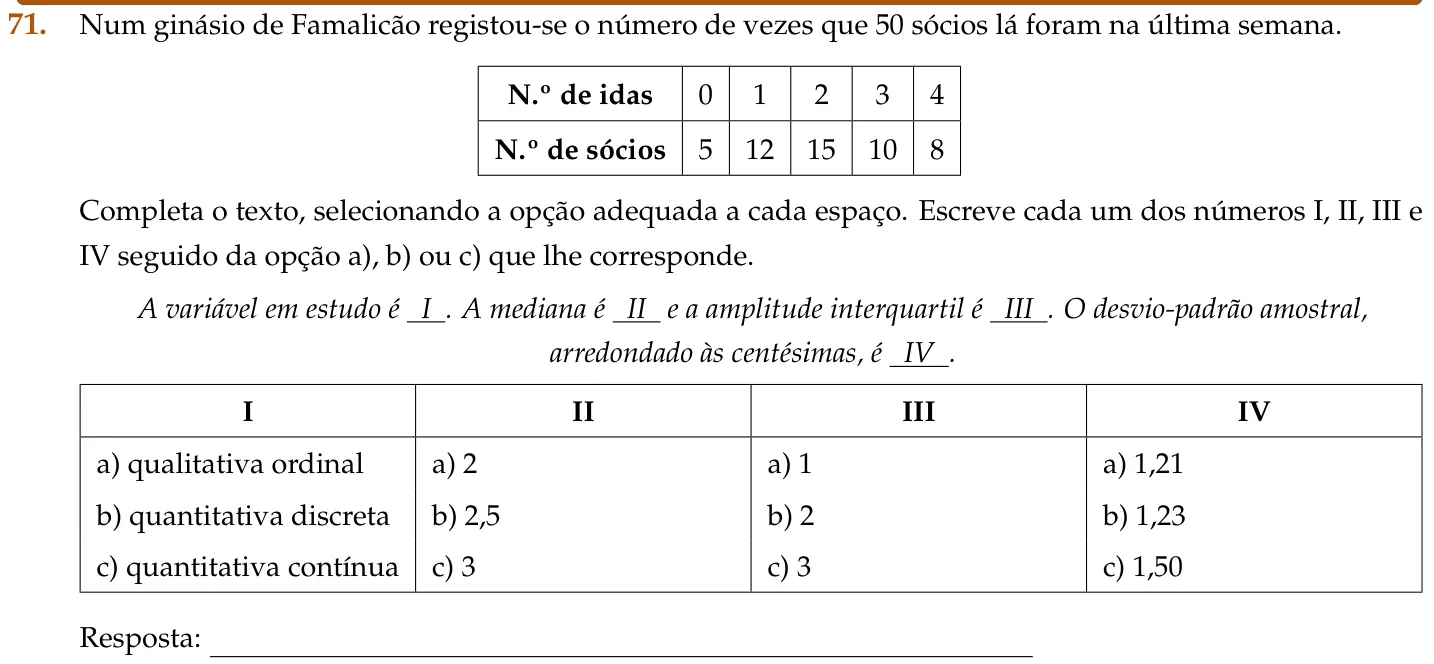 71. Num ginásio de Famalicão registou-se o número de vezes que 50 sócios lá foram na última semana.
N.º de idas 0 1 2 3 4
N.º de sócios 5 12 15 10 8
Completa o texto, selecionando a opção adequada a cada espaço. Escreve cada um dos números I, II, III e
IV seguido da opção a), b) ou c) que lhe corresponde.
A variável em estudo é I . A mediana é II e a amplitude interquartil é III . O desvio-padrão amostral,
arredondado às centésimas, é IV .
I II III IV
a) qualitativa ordinal a) 2 a) 1 a) 1,21
b) quantitativa discreta b) 2,5 b) 2 b) 1,23
c) quantitativa contínua c) 3 c) 3 c) 1,50
Resposta: